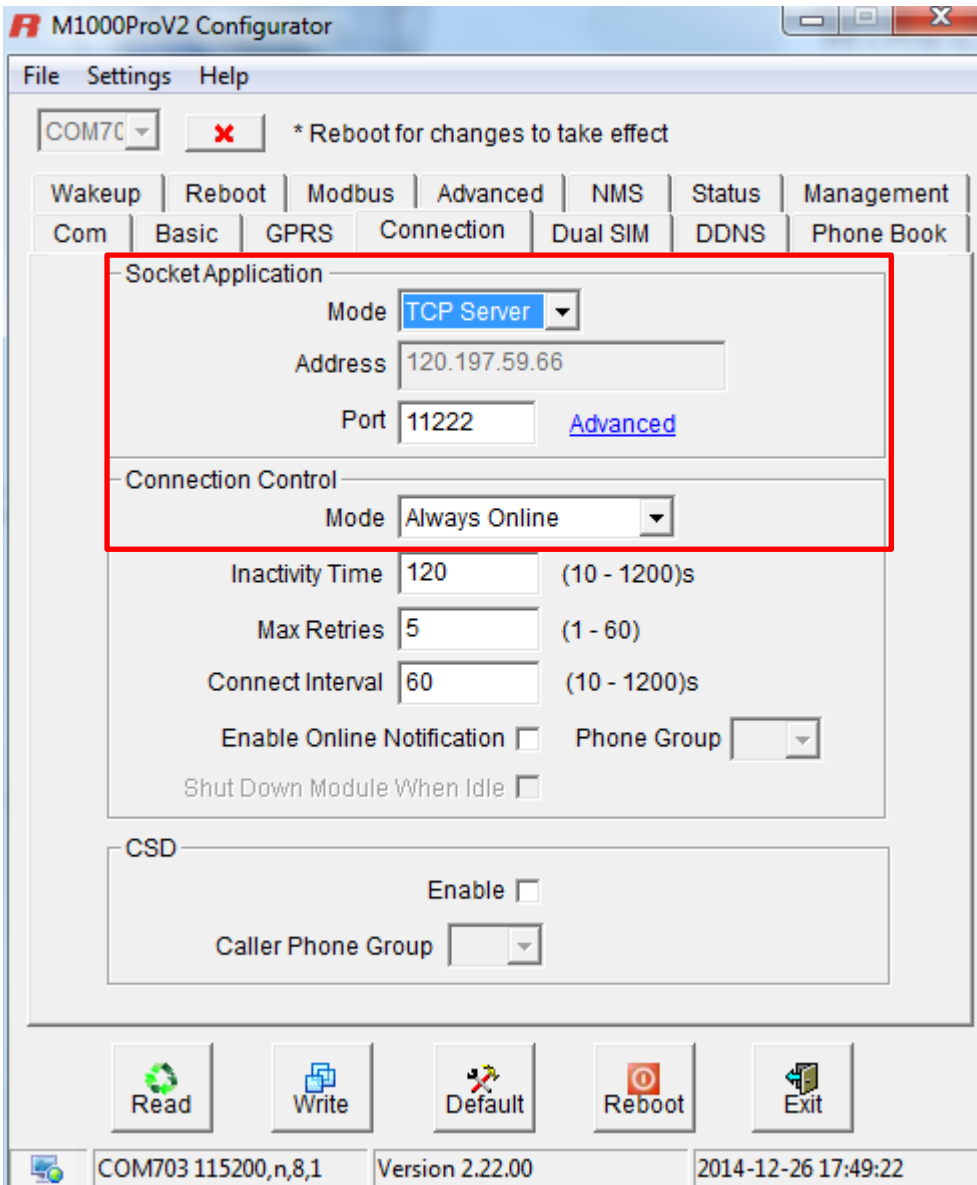 M1000ProV2 Configurator
File Settings Help
COM70 * Reboot for changes to take effect
Wakeup Reboot Modbus Advanced NMS Status Management
Com Basic GPRS Connection Dual SIM DDNS Phone Book
Socket Application
Mode TCP Server
Address 120.197.59.66
Port 11222 Advanced
Connection Control
Mode Always Online
Inactivity Time 120 (10 - 1200)s
Max Retries 5 (1 - 60)
Connect Interval 60 (10 - 1200)s
Enable Online Notification Phone Group
Shut Down Module When Idle
CSD
Enable
Caller Phone Group
Read Write Default Reboot Exit
COM703 115200,n,8,1 Version 2.22.00 2014-12-26 17:49:22